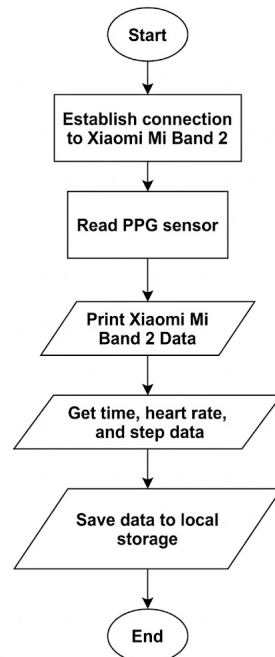 Start
Establish connection
to Xiaomi Mi Band 2
Read PPG sensor
Print Xiaomi Mi
Band 2 Data
Get time, heart rate,
and step data
Save data to local
storage
End